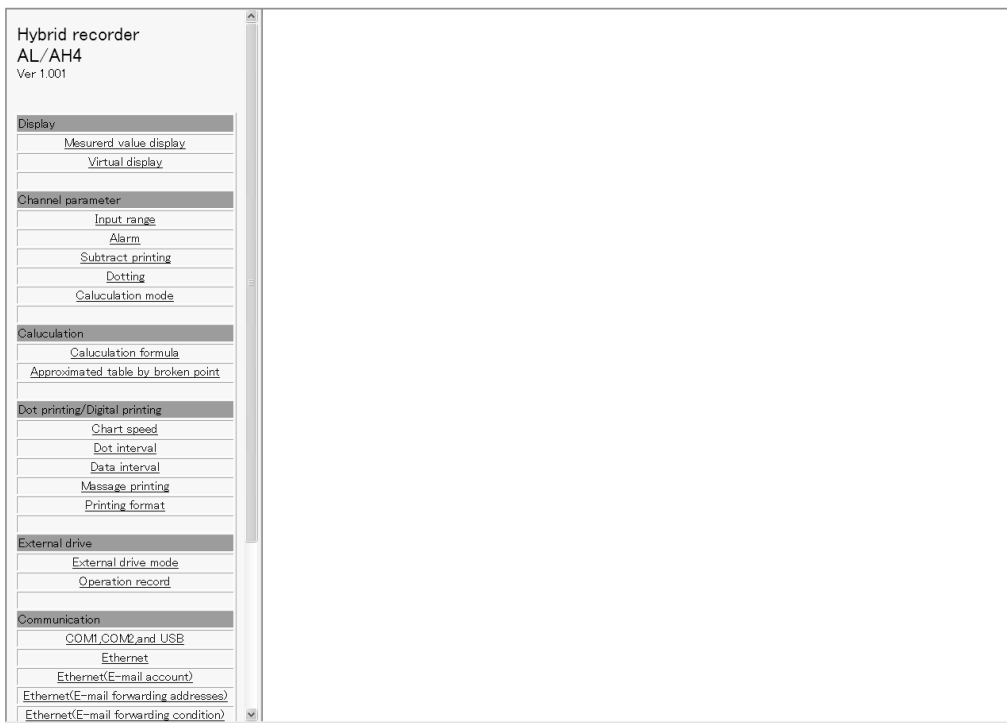 Hybrid recorder
AL/AH4
Ver 1.001
Display
Mesurerd value display
Virtual display
Channel parameter
Input range
Alarm
Subtract printing
Dotting
Caluculation mode
Caluculation
Caluculation formula
Approximated table by broken point
Dot printing/Digital printing
Chart speed
Dot interval
Data interval
Massage printing
Printing format
External drive
External drive mode
Operation record
Communication
COM1,COM2,and USB
Ethernet
Ethernet(E-mail account)
Ethernet(E-mail forwarding addresses)
Ethernet(E-mail forwarding condition)